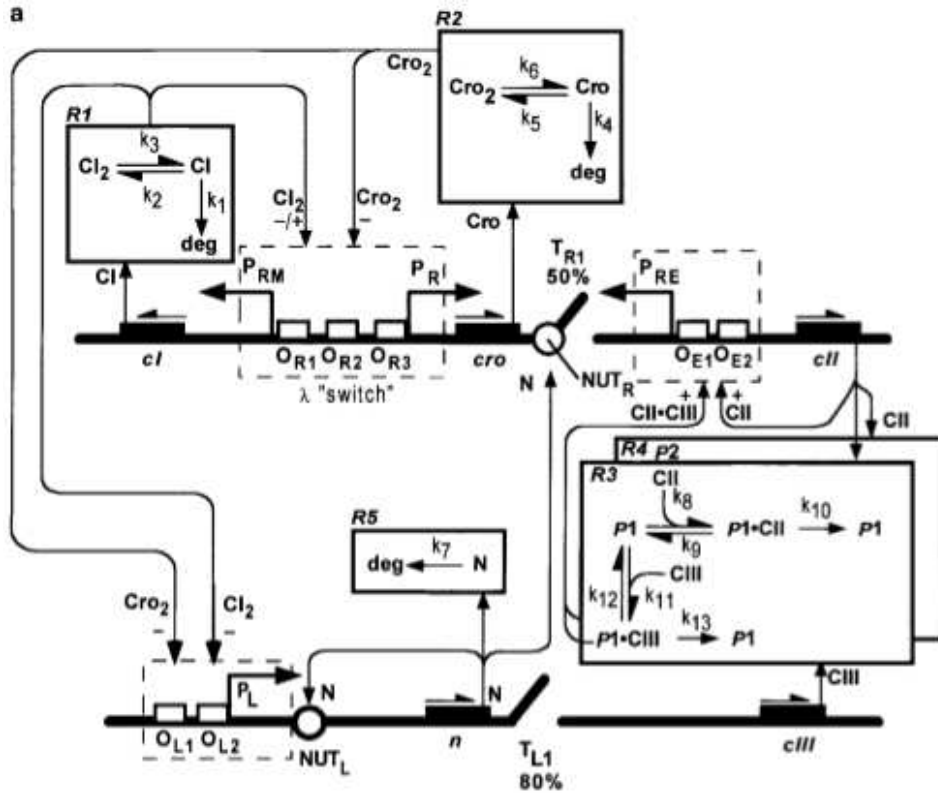 a
R2
Cro2
k6
Cro2 Cro
k5 k4
deg
R1
k3
CI2 CI
k2 k1
deg
CI2
–/+
Cro2
–
Cro
CI
PRM PR
TR1
50%
PRE
cI OR1 OR2 OR3 cro
λ "switch"
N NUTR
OE1 OE2 cII
+ +
CII•CIII CII
CII
R4 P2
R3
CII
k8
P1 P1•CII k10 P1
k9
CIII
k12 k11
P1•CIII k13 P1
R5
deg k7 N
Cro2 CI2
– –
PL N N
OL1 OL2
NUTL
n
TL1
80%
CIII
cIII